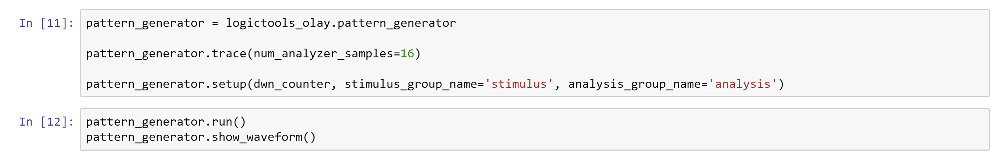 In [11]: pattern_generator = logictools_olay.pattern_generator
pattern_generator.trace(num_analyzer_samples=16)
pattern_generator.setup(dwn_counter, stimulus_group_name='stimulus', analysis_group_name='analysis')
In [12]: pattern_generator.run()
pattern_generator.show_waveform()